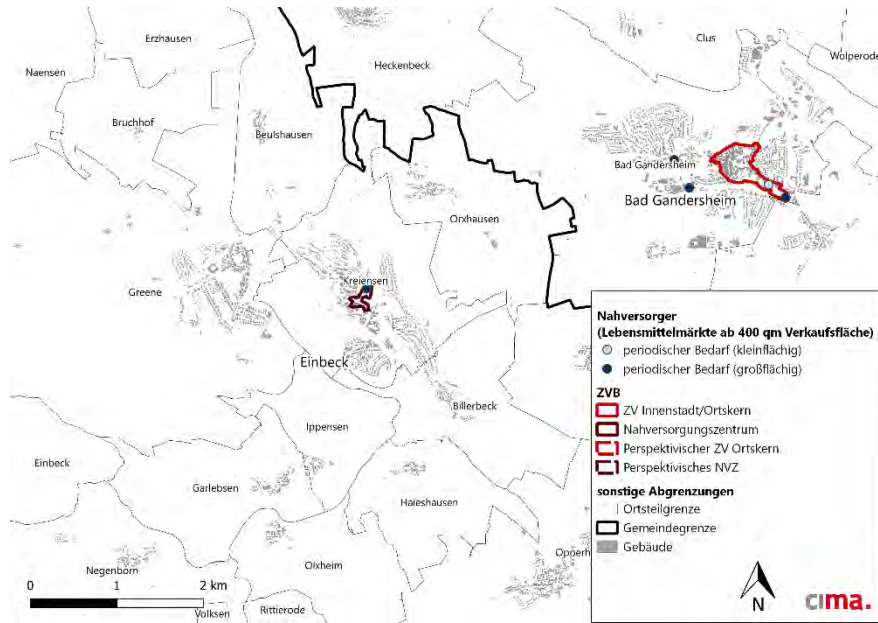 Erzhausen
Clus
Wolperode
Naensen
Heckenbeck
Bruchhof
Beulshausen
Bad Gandersheim
Bad Gandersheim
Orxhausen
Greene
Kreiensen
Einbeck
Billerbeck
Ippensen
Einbeck
Garlebsen
Haieshausen
Opperh
Olxheim
Negenborn
Rittierode
Volksen
0 1 2 km
Nahversorger
(Lebensmittelmärkte ab 400 qm Verkaufsfläche)
periodischer Bedarf (kleinflächig)
periodischer Bedarf (großflächig)
ZVB
ZV Innenstadt/Ortskern
Nahversorgungszentrum
Perspektivischer ZV Ortskern
Perspektivisches NVZ
sonstige Abgrenzungen
Ortsteilgrenze
Gemeindegrenze
Gebäude
N
cima.